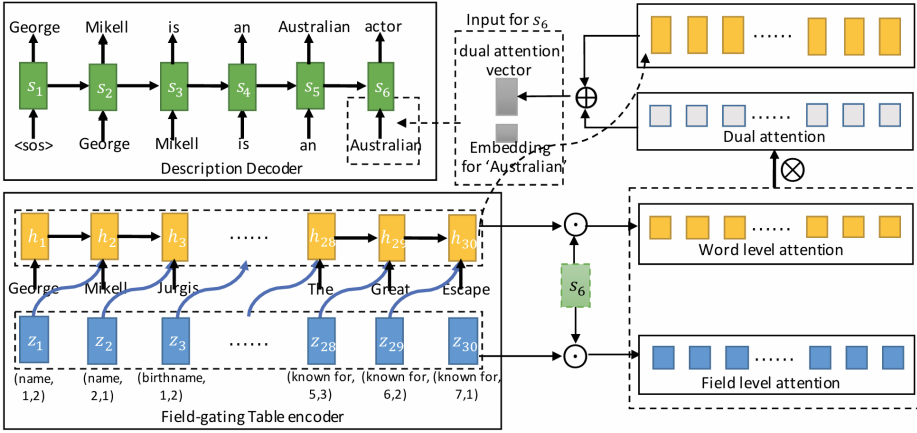 George Mikell is an Australian actor
s1 s2 s3 s4 s5 s6
<sos> George Mikell is an Australian
Description Decoder
Input for s6
dual attention
vector
Embedding
for ‘Australian’
......
......
Dual attention
h1 h2 h3 ...... h28 h29 h30
George Mikell Jurgis The Great Escape
z1 z2 z3 ...... z28 z29 z30
(name, (name, (birthname, (known for, (known for, (known for,
1,2) 2,1) 1,2) 5,3) 6,2) 7,1)
Field-gating Table encoder
s6
......
Word level attention
......
Field level attention